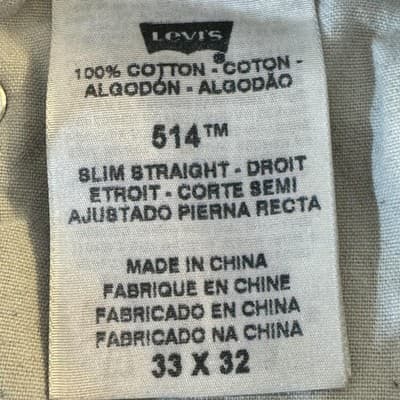 Levi's
®
100% COTTON - COTON -
ALGODÓN - ALGODÃO
514™
SLIM STRAIGHT - DROIT
ETROIT - CORTE SEMI
AJUSTADO PIERNA RECTA
MADE IN CHINA
FABRIQUE EN CHINE
FABRICADO EN CHINA
FABRICADO NA CHINA
33 X 32